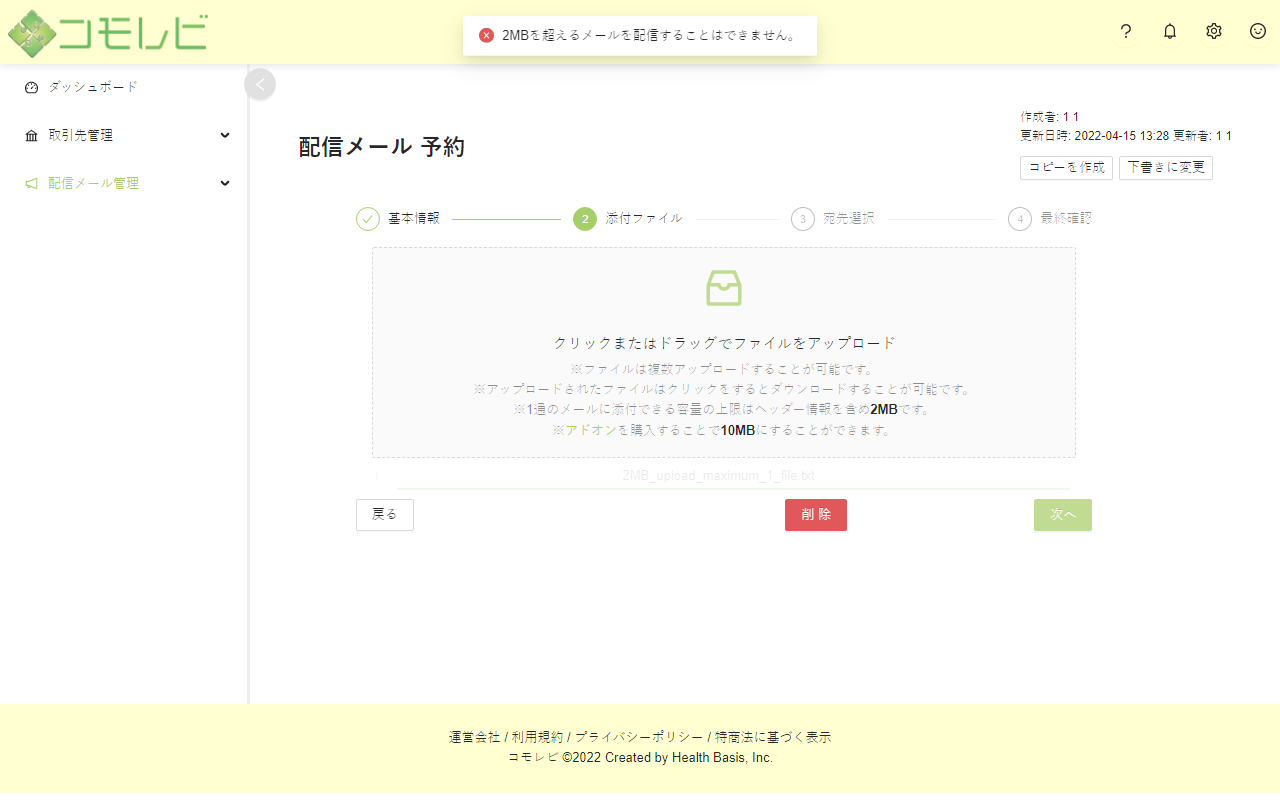 コモレビ
2MBを超えるメールを配信することはできません。
ダッシュボード
取引先管理
配信メール管理
作成者: 1 1
更新日時: 2022-04-15 13:28 更新者: 1 1
配信メール 予約
コピーを作成 下書きに変更
基本情報 2 添付ファイル 3 宛先選択 4 最終確認
クリックまたはドラッグでファイルをアップロード
※ファイルは複数アップロードすることが可能です。
※アップロードされたファイルはクリックをするとダウンロードすることが可能です。
※1通のメールに添付できる容量の上限はヘッダー情報を含め2MBです。
※アドオンを購入することで10MBにすることができます。
2MB_upload_maximum_1_file.txt
戻る 削 除 次へ
運営会社 / 利用規約 / プライバシーポリシー / 特商法に基づく表示
コモレビ ©2022 Created by Health Basis, Inc.